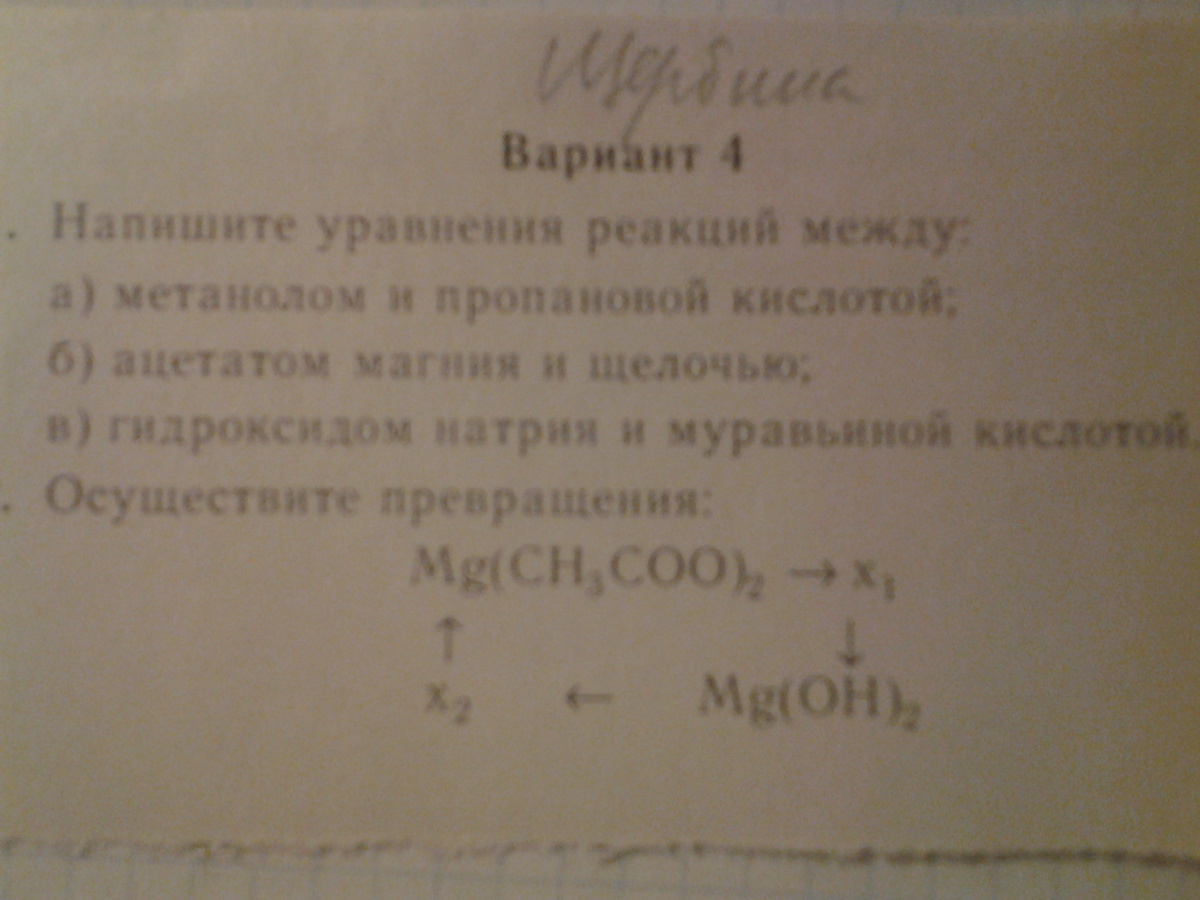 Щербина
Вариант 4
. Напишите уравнения реакций между:
а) метанолом и пропановой кислотой;
б) ацетатом магния и щелочью;
в) гидроксидом натрия и муравьиной кислотой.
. Осуществите превращения:
Mg(CH₃COO)₂ → x₁
↑ ↓
x₂ ← Mg(OH)₂